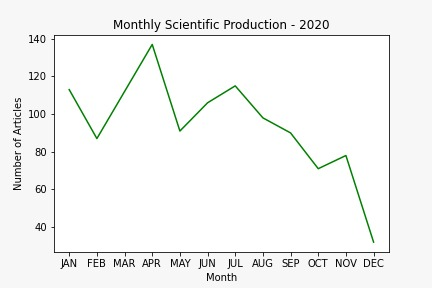 Monthly Scientific Production - 2020
140
120
100
80
60
40
Number of Articles
JAN FEB MAR APR MAY JUN JUL AUG SEP OCT NOV DEC
Month